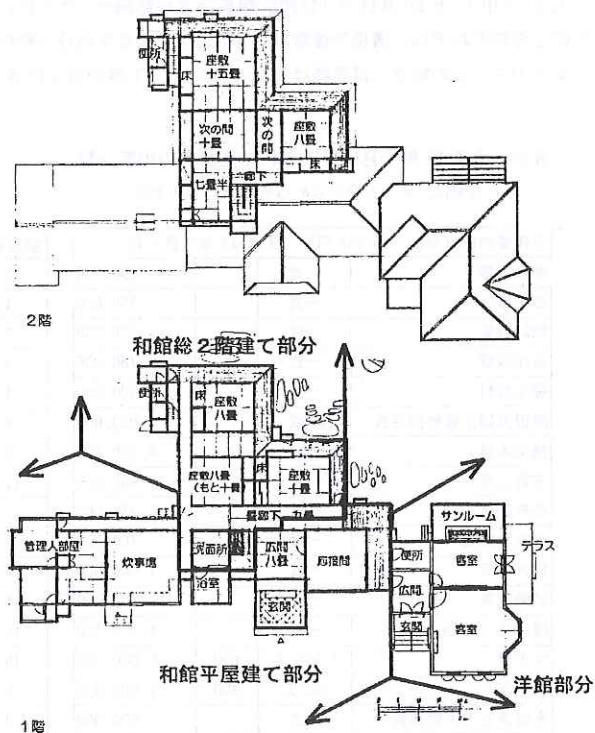 便所
座敷
十五畳
床
次の間
十畳
次の間
座敷
八畳
床
七畳半
廊下
2階
和館総2階建て部分
便所
床
座敷
八畳
座敷八畳
(もと十畳)
床
座敷
十畳
畳廊下
九畳
管理人部屋
炊事場
洗面所
浴室
広間
八畳
玄関
応接間
便所
広間
玄関
サンルーム
客室
客室
テラス
和館平屋建て部分
洋館部分
1階